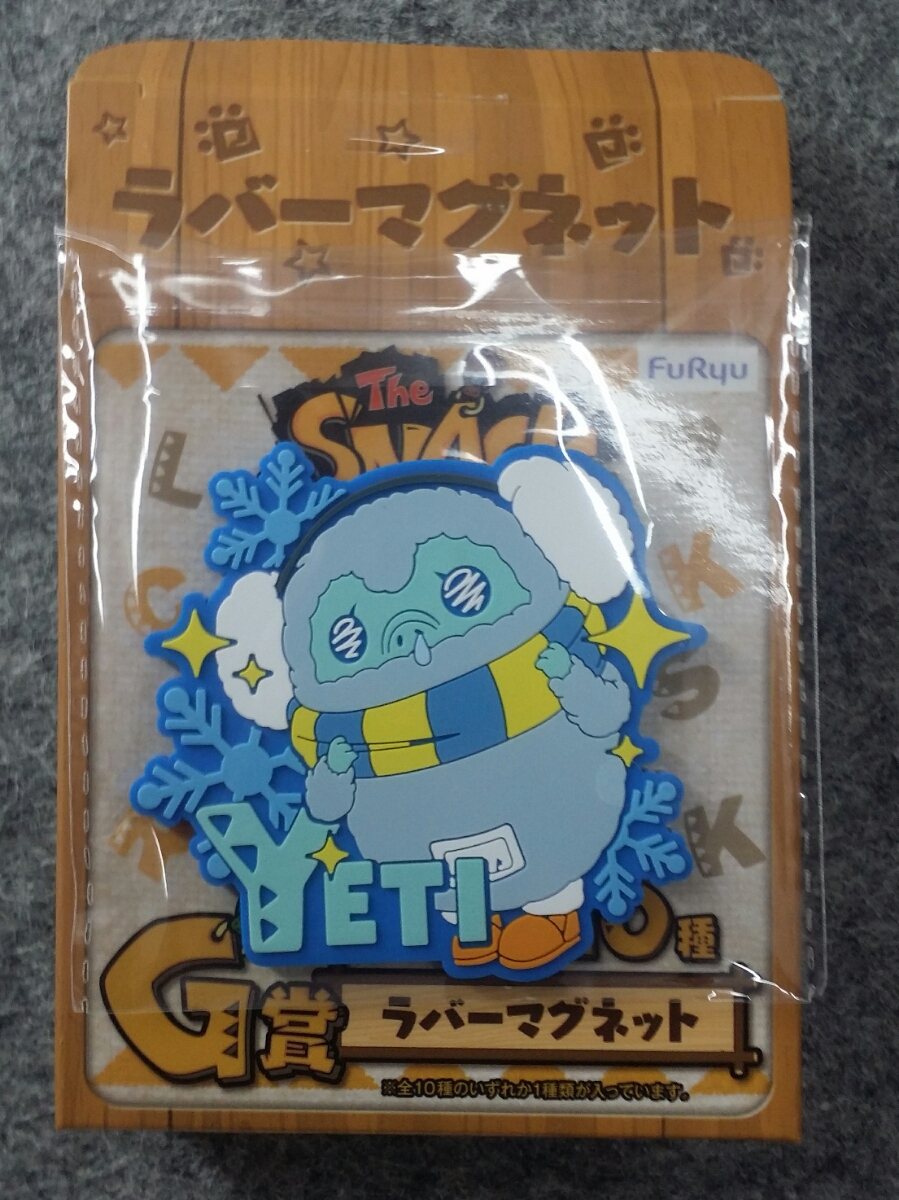 ラバーマグネット
FuRyu
The
YETI
種
G賞
ラバーマグネット
※全10種のいずれか1種類が入っています。